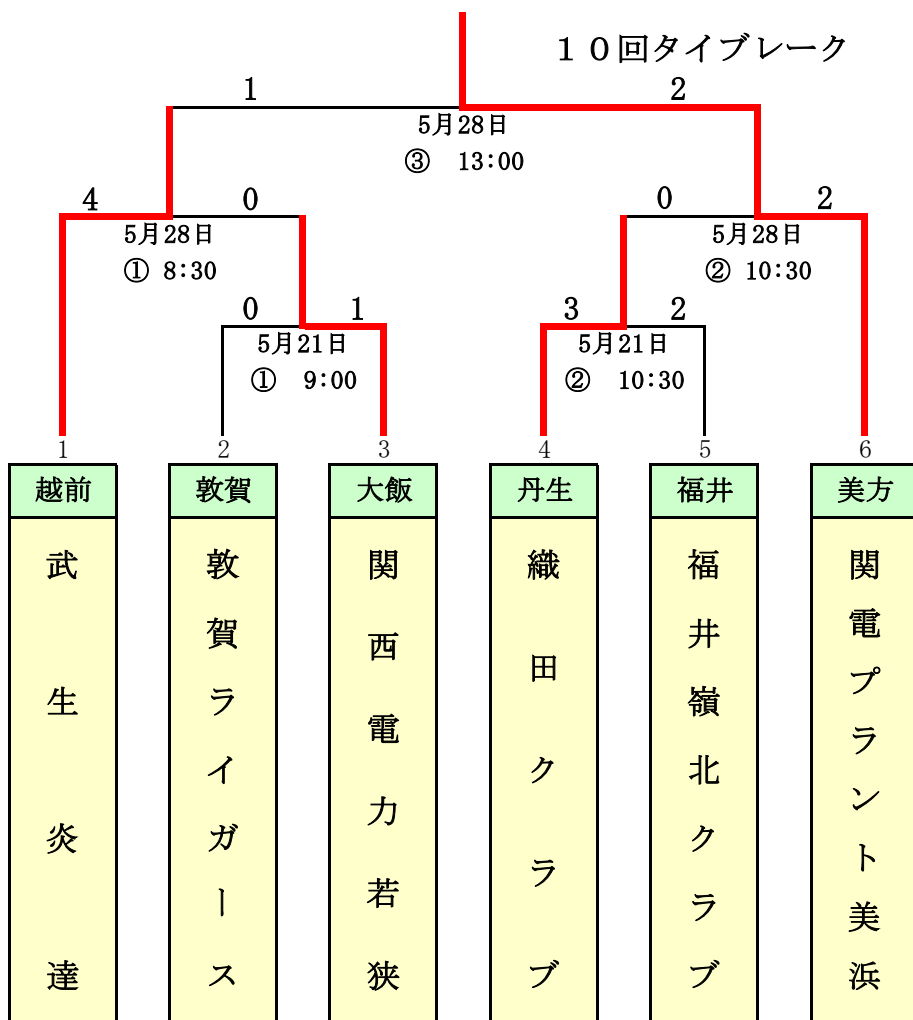 10回タイブレーク
1 2
5月28日
③ 13:00
4 0 0 2
5月28日 5月28日
① 8:30 ② 10:30
0 1 3 2
5月21日 5月21日
① 9:00 ② 10:30
1 2 3 4 5 6
越前 敦賀 大飯 丹生 福井 美方
武生炎達
敦賀ライガース
関西電力若狭
織田クラブ
福井嶺北クラブ
関電プラント美浜